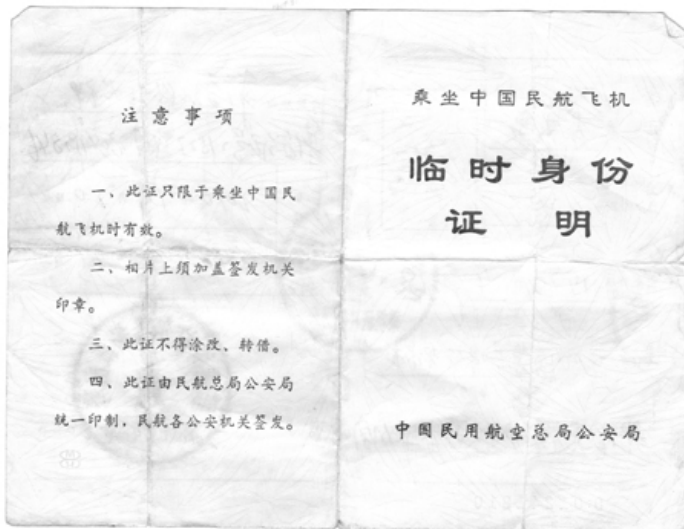 注意事项
一、此证只限于乘坐中国民
航飞机时有效。
二、相片上须加盖签发机关
印章。
三、此证不得涂改、转借。
四、此证由民航总局公安局
统一印制，民航各公安机关签发。
乘坐中国民航飞机
临时身份
证明
中国民用航空总局公安局